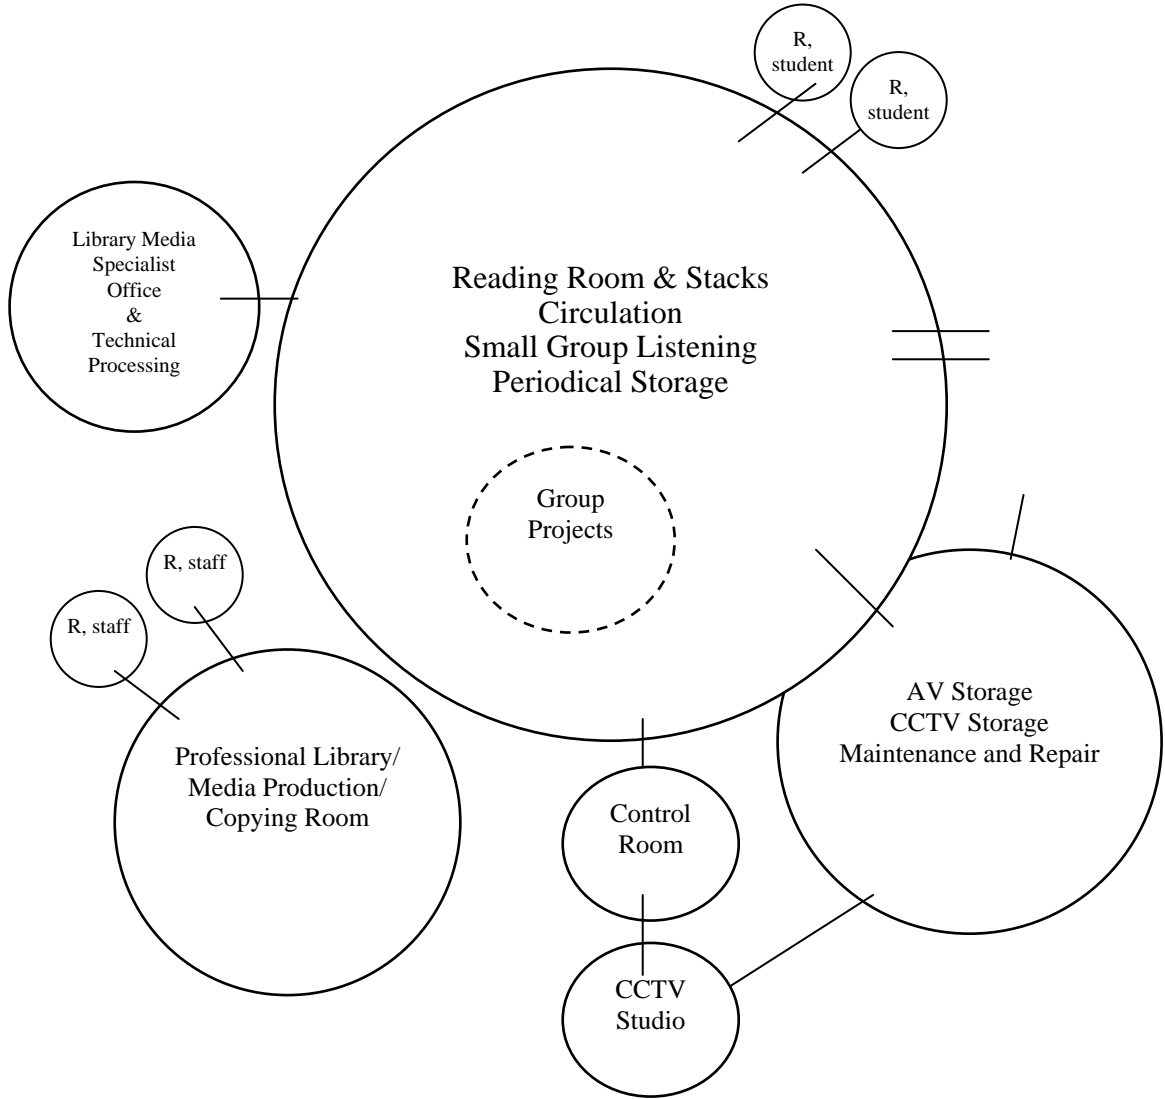 R,
student
R,
student
Library Media
Specialist
Office
&
Technical
Processing
Reading Room & Stacks
Circulation
Small Group Listening
Periodical Storage
Group
Projects
R, staff
R, staff
AV Storage
CCTV Storage
Maintenance and Repair
Professional Library/
Media Production/
Copying Room
Control
Room
CCTV
Studio